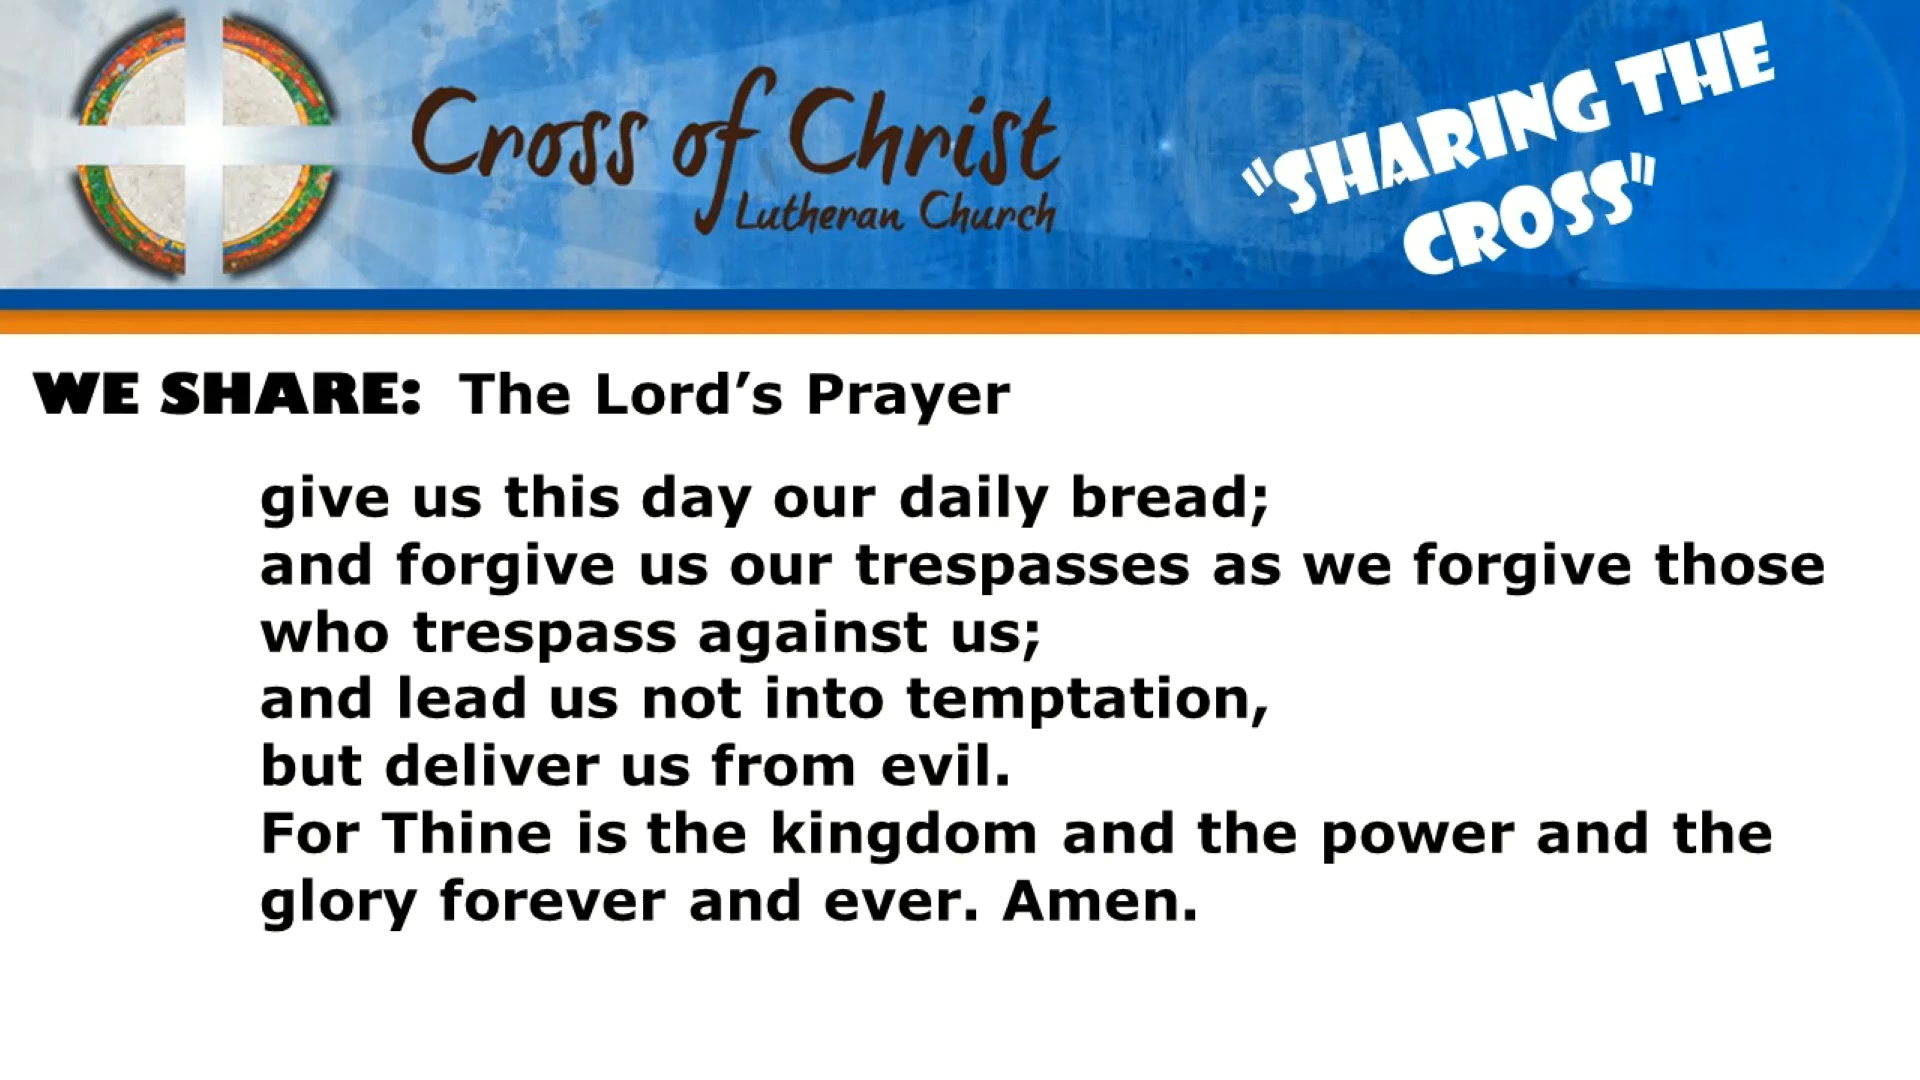 Cross of Christ
Lutheran Church
"SHARING THE
CROSS"
WE SHARE: The Lord’s Prayer
give us this day our daily bread;
and forgive us our trespasses as we forgive those
who trespass against us;
and lead us not into temptation,
but deliver us from evil.
For Thine is the kingdom and the power and the
glory forever and ever. Amen.